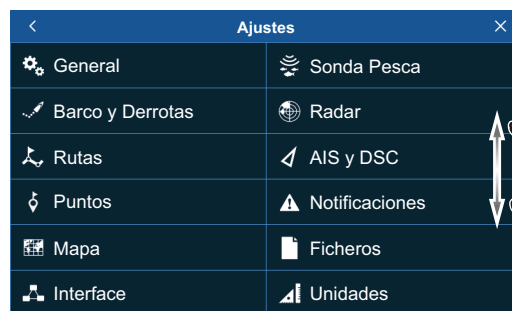 Ajustes
General
Sonda Pesca
Barco y Derrotas
Radar
Rutas
AIS y DSC
Puntos
Notificaciones
Mapa
Ficheros
Interface
Unidades